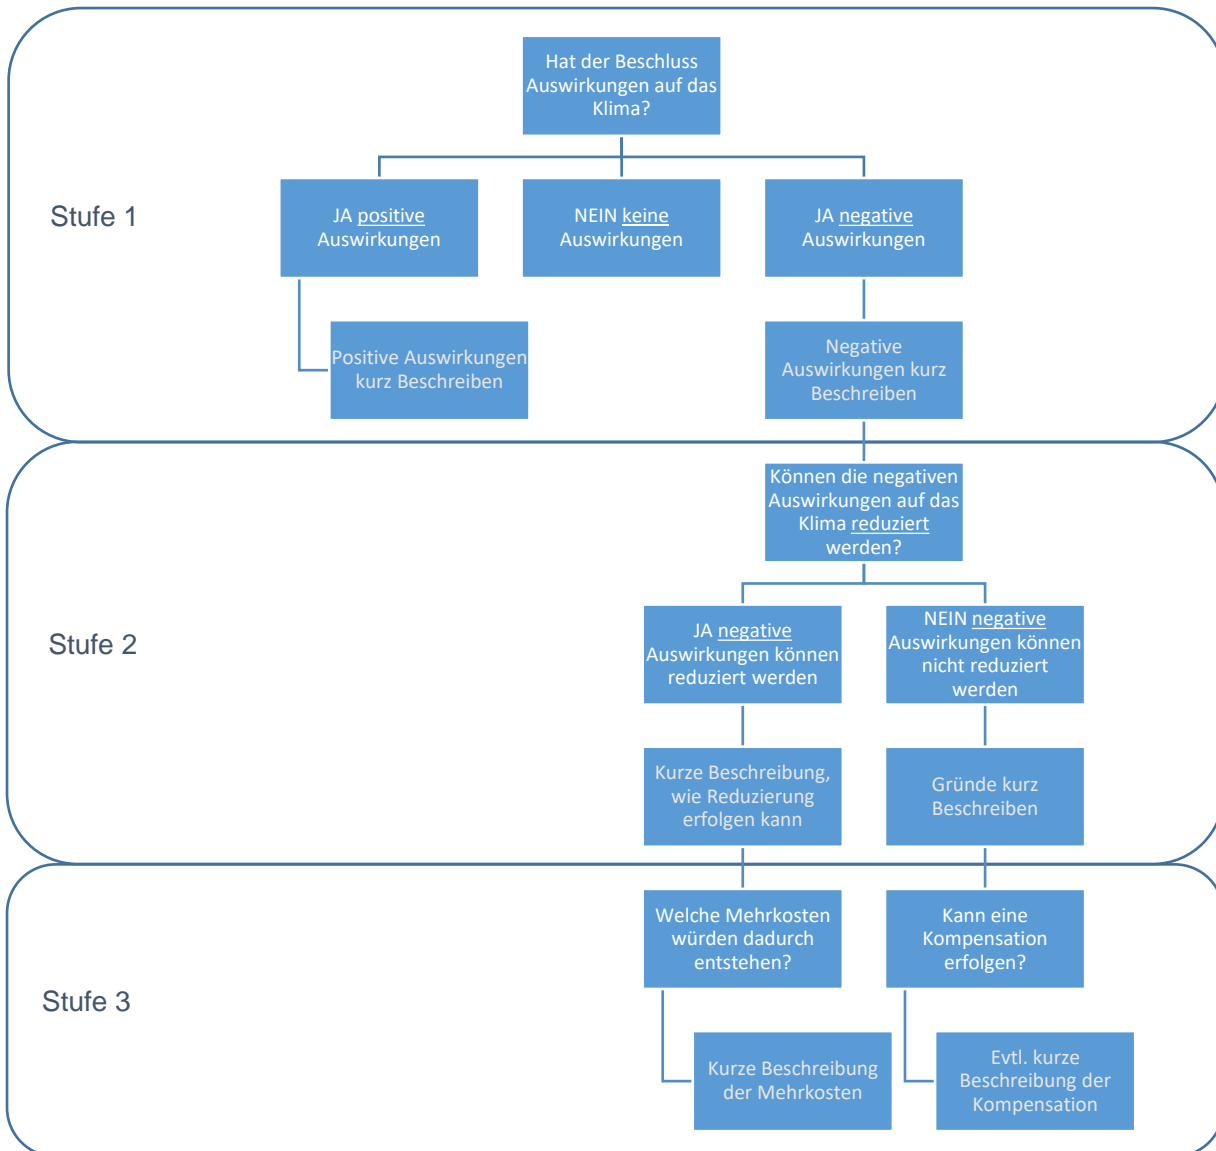 Hat der Beschluss
Auswirkungen auf das
Klima?
Stufe 1
JA positive
Auswirkungen
NEIN keine
Auswirkungen
JA negative
Auswirkungen
Positive Auswirkungen
kurz Beschreiben
Negative
Auswirkungen kurz
Beschreiben
Können die negativen
Auswirkungen auf das
Klima reduziert
werden?
Stufe 2
JA negative
Auswirkungen können
reduziert werden
NEIN negative
Auswirkungen können
nicht reduziert
werden
Kurze Beschreibung,
wie Reduzierung
erfolgen kann
Gründe kurz
Beschreiben
Stufe 3
Welche Mehrkosten
würden dadurch
entstehen?
Kann eine
Kompensation
erfolgen?
Kurze Beschreibung
der Mehrkosten
Evtl. kurze
Beschreibung der
Kompensation